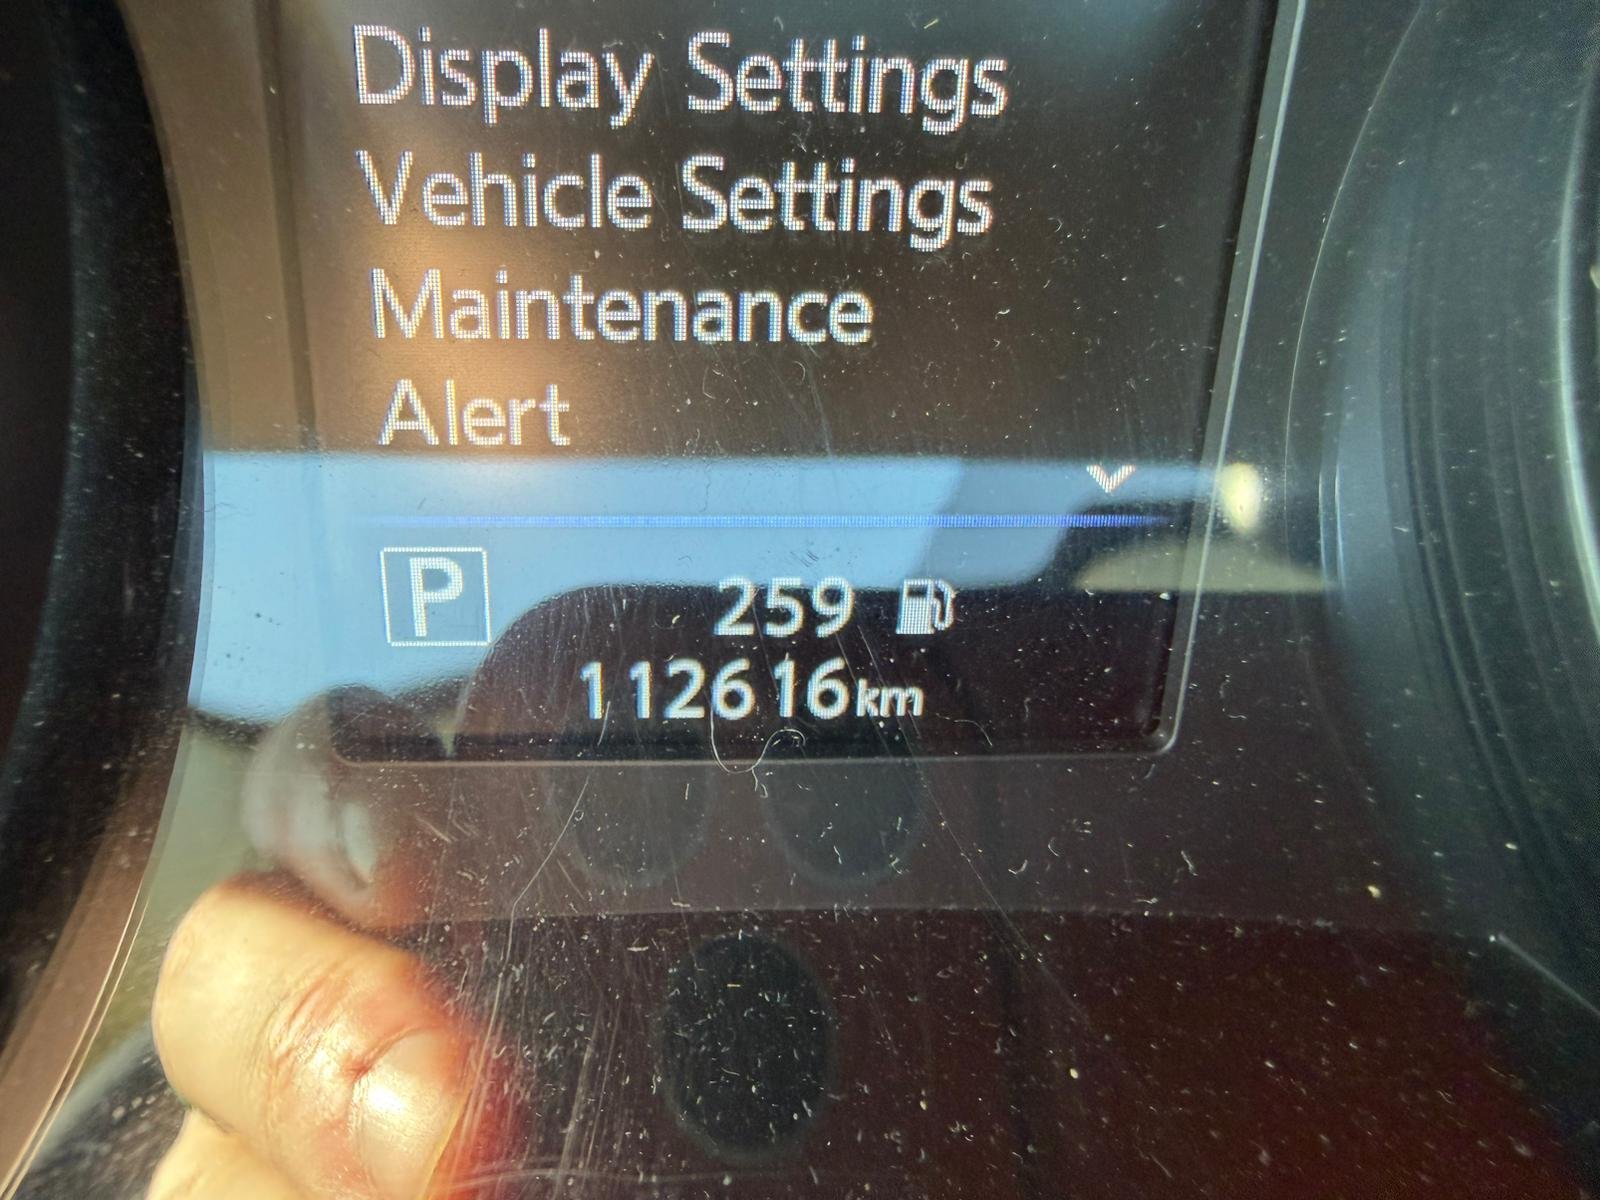 Display Settings
Vehicle Settings
Maintenance
Alert
P
259
112616km